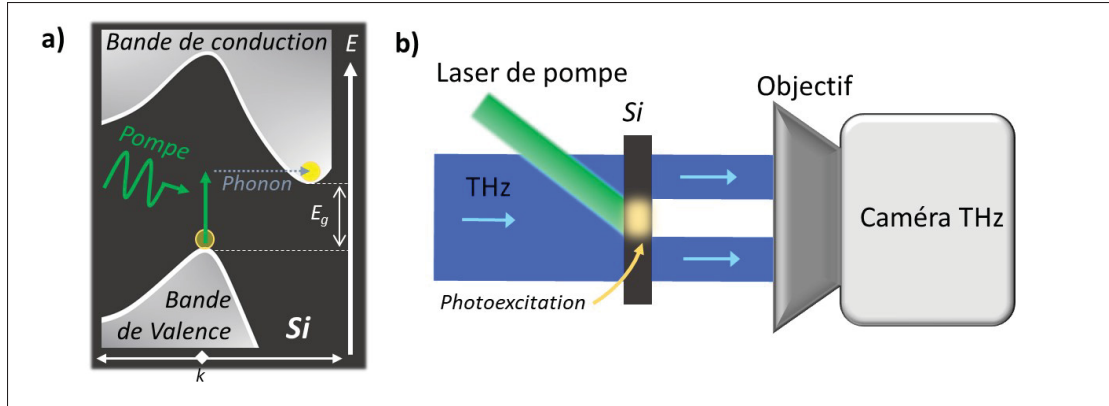 a)
Bande de conduction
E
Pompe
Phonon
Eg
Bande
de Valence
Si
k
b)
Laser de pompe
Si
Objectif
THz
Caméra THz
Photoexcitation